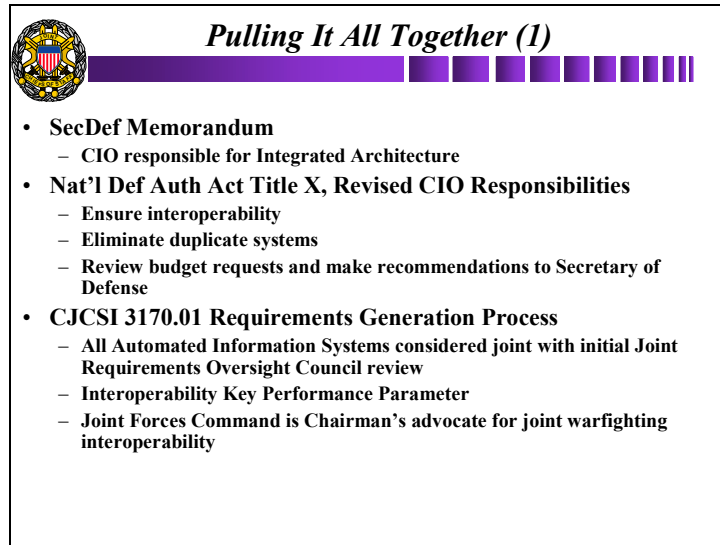 Pulling It All Together (1)
• SecDef Memorandum
– CIO responsible for Integrated Architecture
• Nat'l Def Auth Act Title X, Revised CIO Responsibilities
– Ensure interoperability
– Eliminate duplicate systems
– Review budget requests and make recommendations to Secretary of
Defense
• CJCSI 3170.01 Requirements Generation Process
– All Automated Information Systems considered joint with initial Joint
Requirements Oversight Council review
– Interoperability Key Performance Parameter
– Joint Forces Command is Chairman's advocate for joint warfighting
interoperability